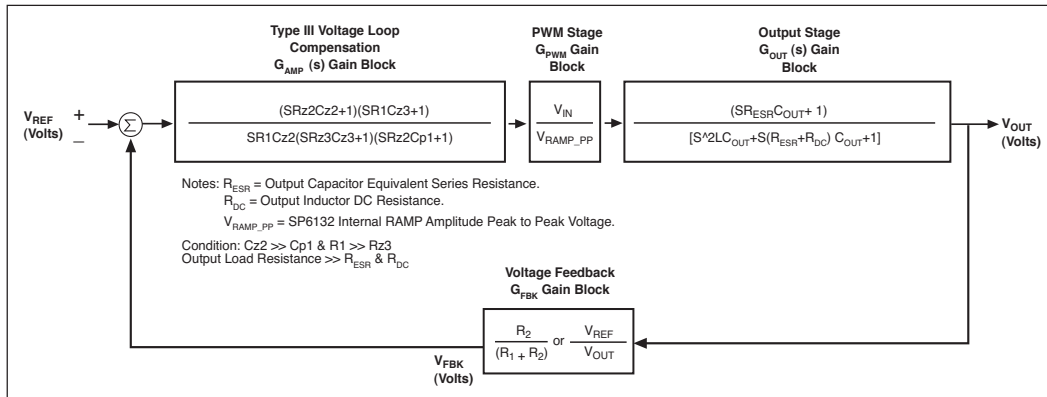 Type III Voltage Loop
Compensation
G_AMP (s) Gain Block
PWM Stage
G_PWM Gain
Block
Output Stage
G_OUT (s) Gain
Block
V_REF
(Volts)
+
−
Σ
(SRz2Cz2+1)(SR1Cz3+1)
SR1Cz2(SRz3Cz3+1)(SRz2Cp1+1)
V_IN
V_RAMP_PP
(SR_ESRC_OUT+ 1)
[S^2LC_OUT+S(R_ESR+R_DC) C_OUT+1]
V_OUT
(Volts)
Notes: R_ESR = Output Capacitor Equivalent Series Resistance.
R_DC = Output Inductor DC Resistance.
V_RAMP_PP = SP6132 Internal RAMP Amplitude Peak to Peak Voltage.
Condition: Cz2 >> Cp1 & R1 >> Rz3
Output Load Resistance >> R_ESR & R_DC
Voltage Feedback
G_FBK Gain Block
R_2
(R_1 + R_2)
or
V_REF
V_OUT
V_FBK
(Volts)